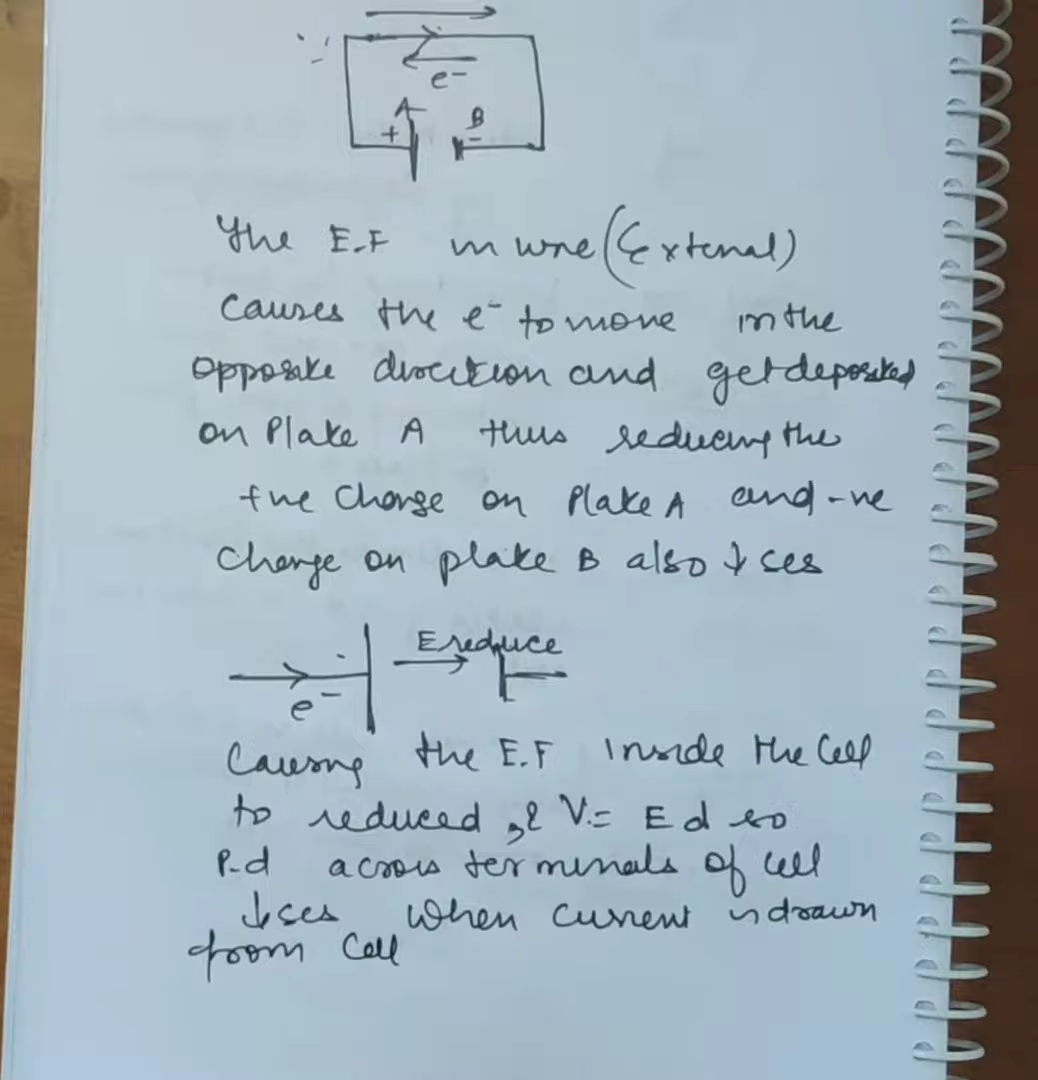 e-
A B
+ -
The E.F in wire (External)
Causes the e- to move in the
opposite direction and get deposited
on Plate A thus reducing the
+ve Charge on Plate A and -ve
Charge on plate B also ↓ ses
E reduce
e-
Causing the E.F Inside the Cell
to reduced, & V = E d so
P.d across terminals of cell
↓ses When current is drawn
from Cell